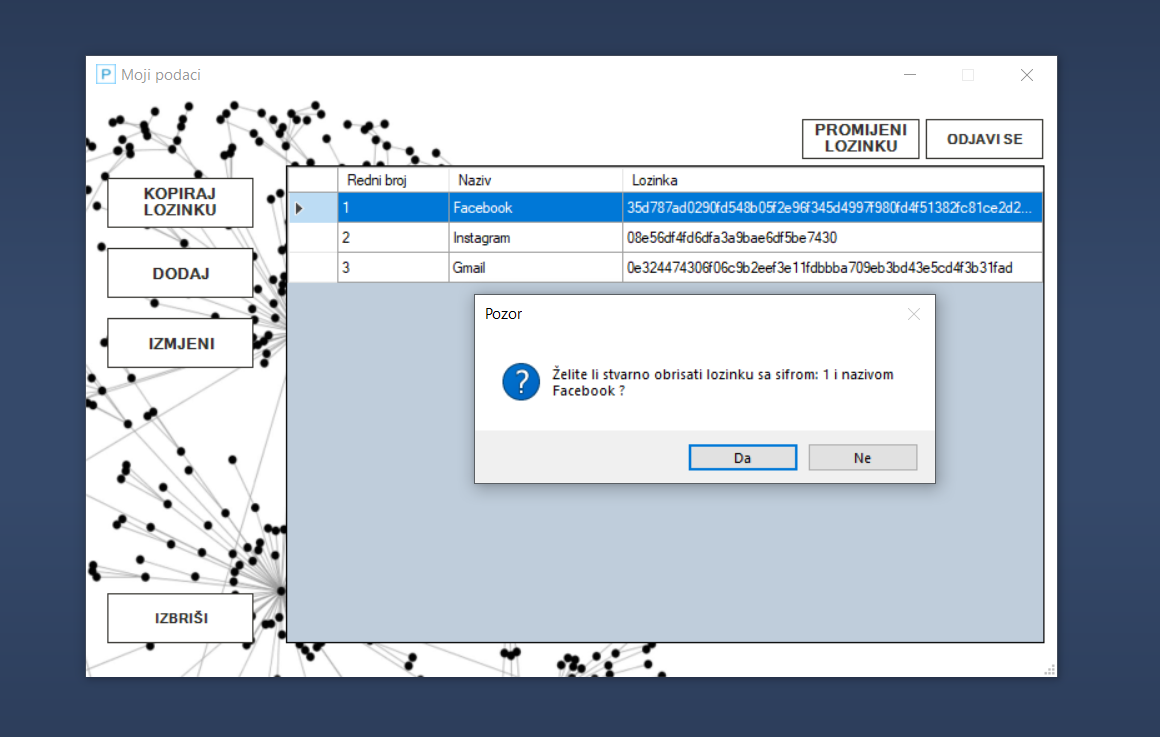 P Moji podaci
PROMIJENI
LOZINKU
ODJAVI SE
KOPIRAJ
LOZINKU
DODAJ
IZMJENI
IZBRIŠI
Redni broj Naziv Lozinka
1 Facebook 35d787ad0290fd548b05f2e96f345d4997f980fd4f51382fc81ce2d2...
2 Instagram 08e56df4fd6dfa3a9bae6df5be7430
3 Gmail 0e324474306f06c9b2eef3e11fdbbba709eb3bd43e5cd4f3b31fad
Pozor
Želite li stvarno obrisati lozinku sa sifrom: 1 i nazivom
Facebook ?
Da Ne